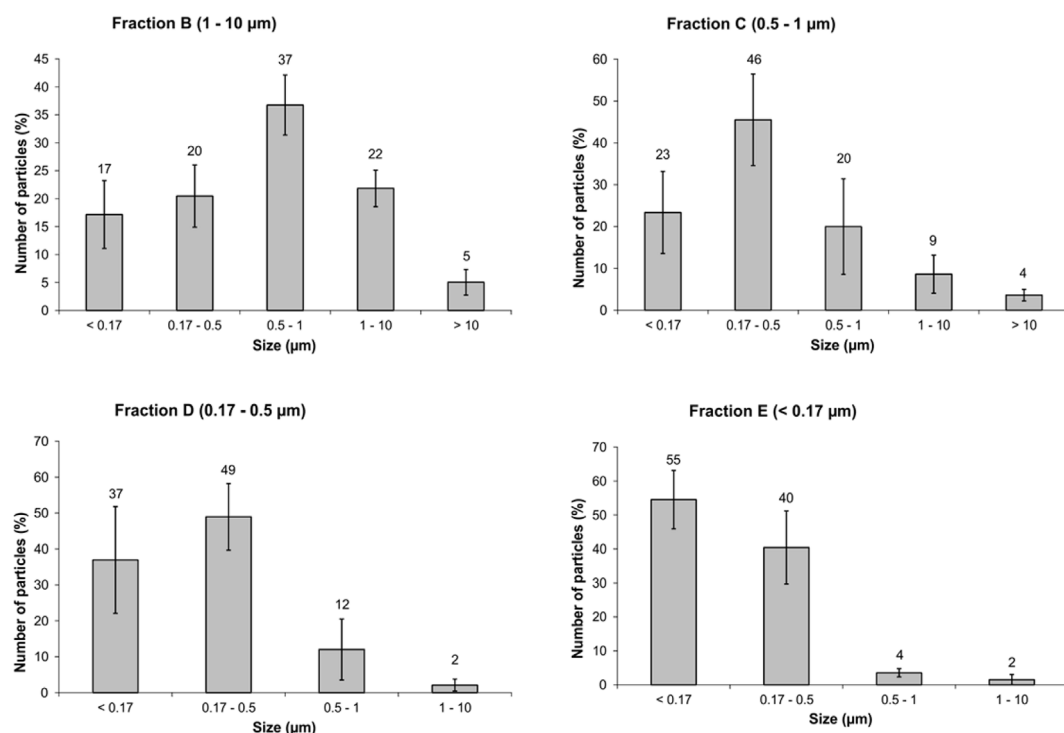 Fraction B (1 - 10 µm)
Number of particles (%)
45
40
35
30
25
20
15
10
5
0
17
20
37
22
5
< 0.17
0.17 - 0.5
0.5 - 1
1 - 10
> 10
Size (µm)
Fraction C (0.5 - 1 µm)
Number of particles (%)
60
50
40
30
20
10
0
23
46
20
9
4
< 0.17
0.17 - 0.5
0.5 - 1
1 - 10
> 10
Size (µm)
Fraction D (0.17 - 0.5 µm)
Number of particles (%)
70
60
50
40
30
20
10
0
37
49
12
2
< 0.17
0.17 - 0.5
0.5 - 1
1 - 10
Size (µm)
Fraction E (< 0.17 µm)
Number of particles (%)
70
60
50
40
30
20
10
0
55
40
4
2
< 0.17
0.17 - 0.5
0.5 - 1
1 - 10
Size (µm)